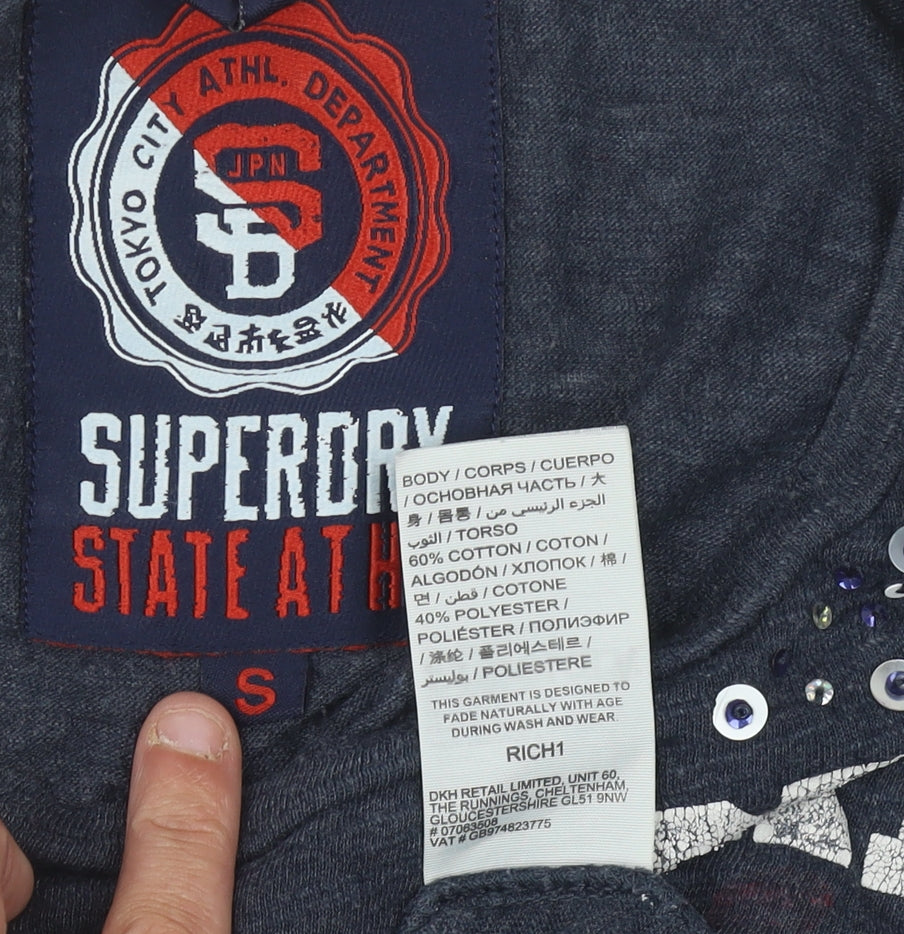 TOKYO CITY ATHL. DEPARTMENT
JPN
SD
SUPERDRY
STATE ATH
S
BODY / CORPS / CUERPO
/ ОСНОВНАЯ ЧАСТЬ / 大
身 / 몸통 / الجزء الرئيسي من
الثوب / TORSO
60% COTTON / COTON /
ALGODÓN / ХЛОПОК / 棉 /
면 / قطن / COTONE
40% POLYESTER /
POLIÉSTER / ПОЛИЭФИР
/ 涤纶 / 폴리에스테르 /
بوليستر / POLIESTERE
THIS GARMENT IS DESIGNED TO
FADE NATURALLY WITH AGE
DURING WASH AND WEAR.
RICH1
DKH RETAIL LIMITED, UNIT 60,
THE RUNNINGS, CHELTENHAM,
GLOUCESTERSHIRE GL51 9NW
# 07063508
VAT # GB974823775